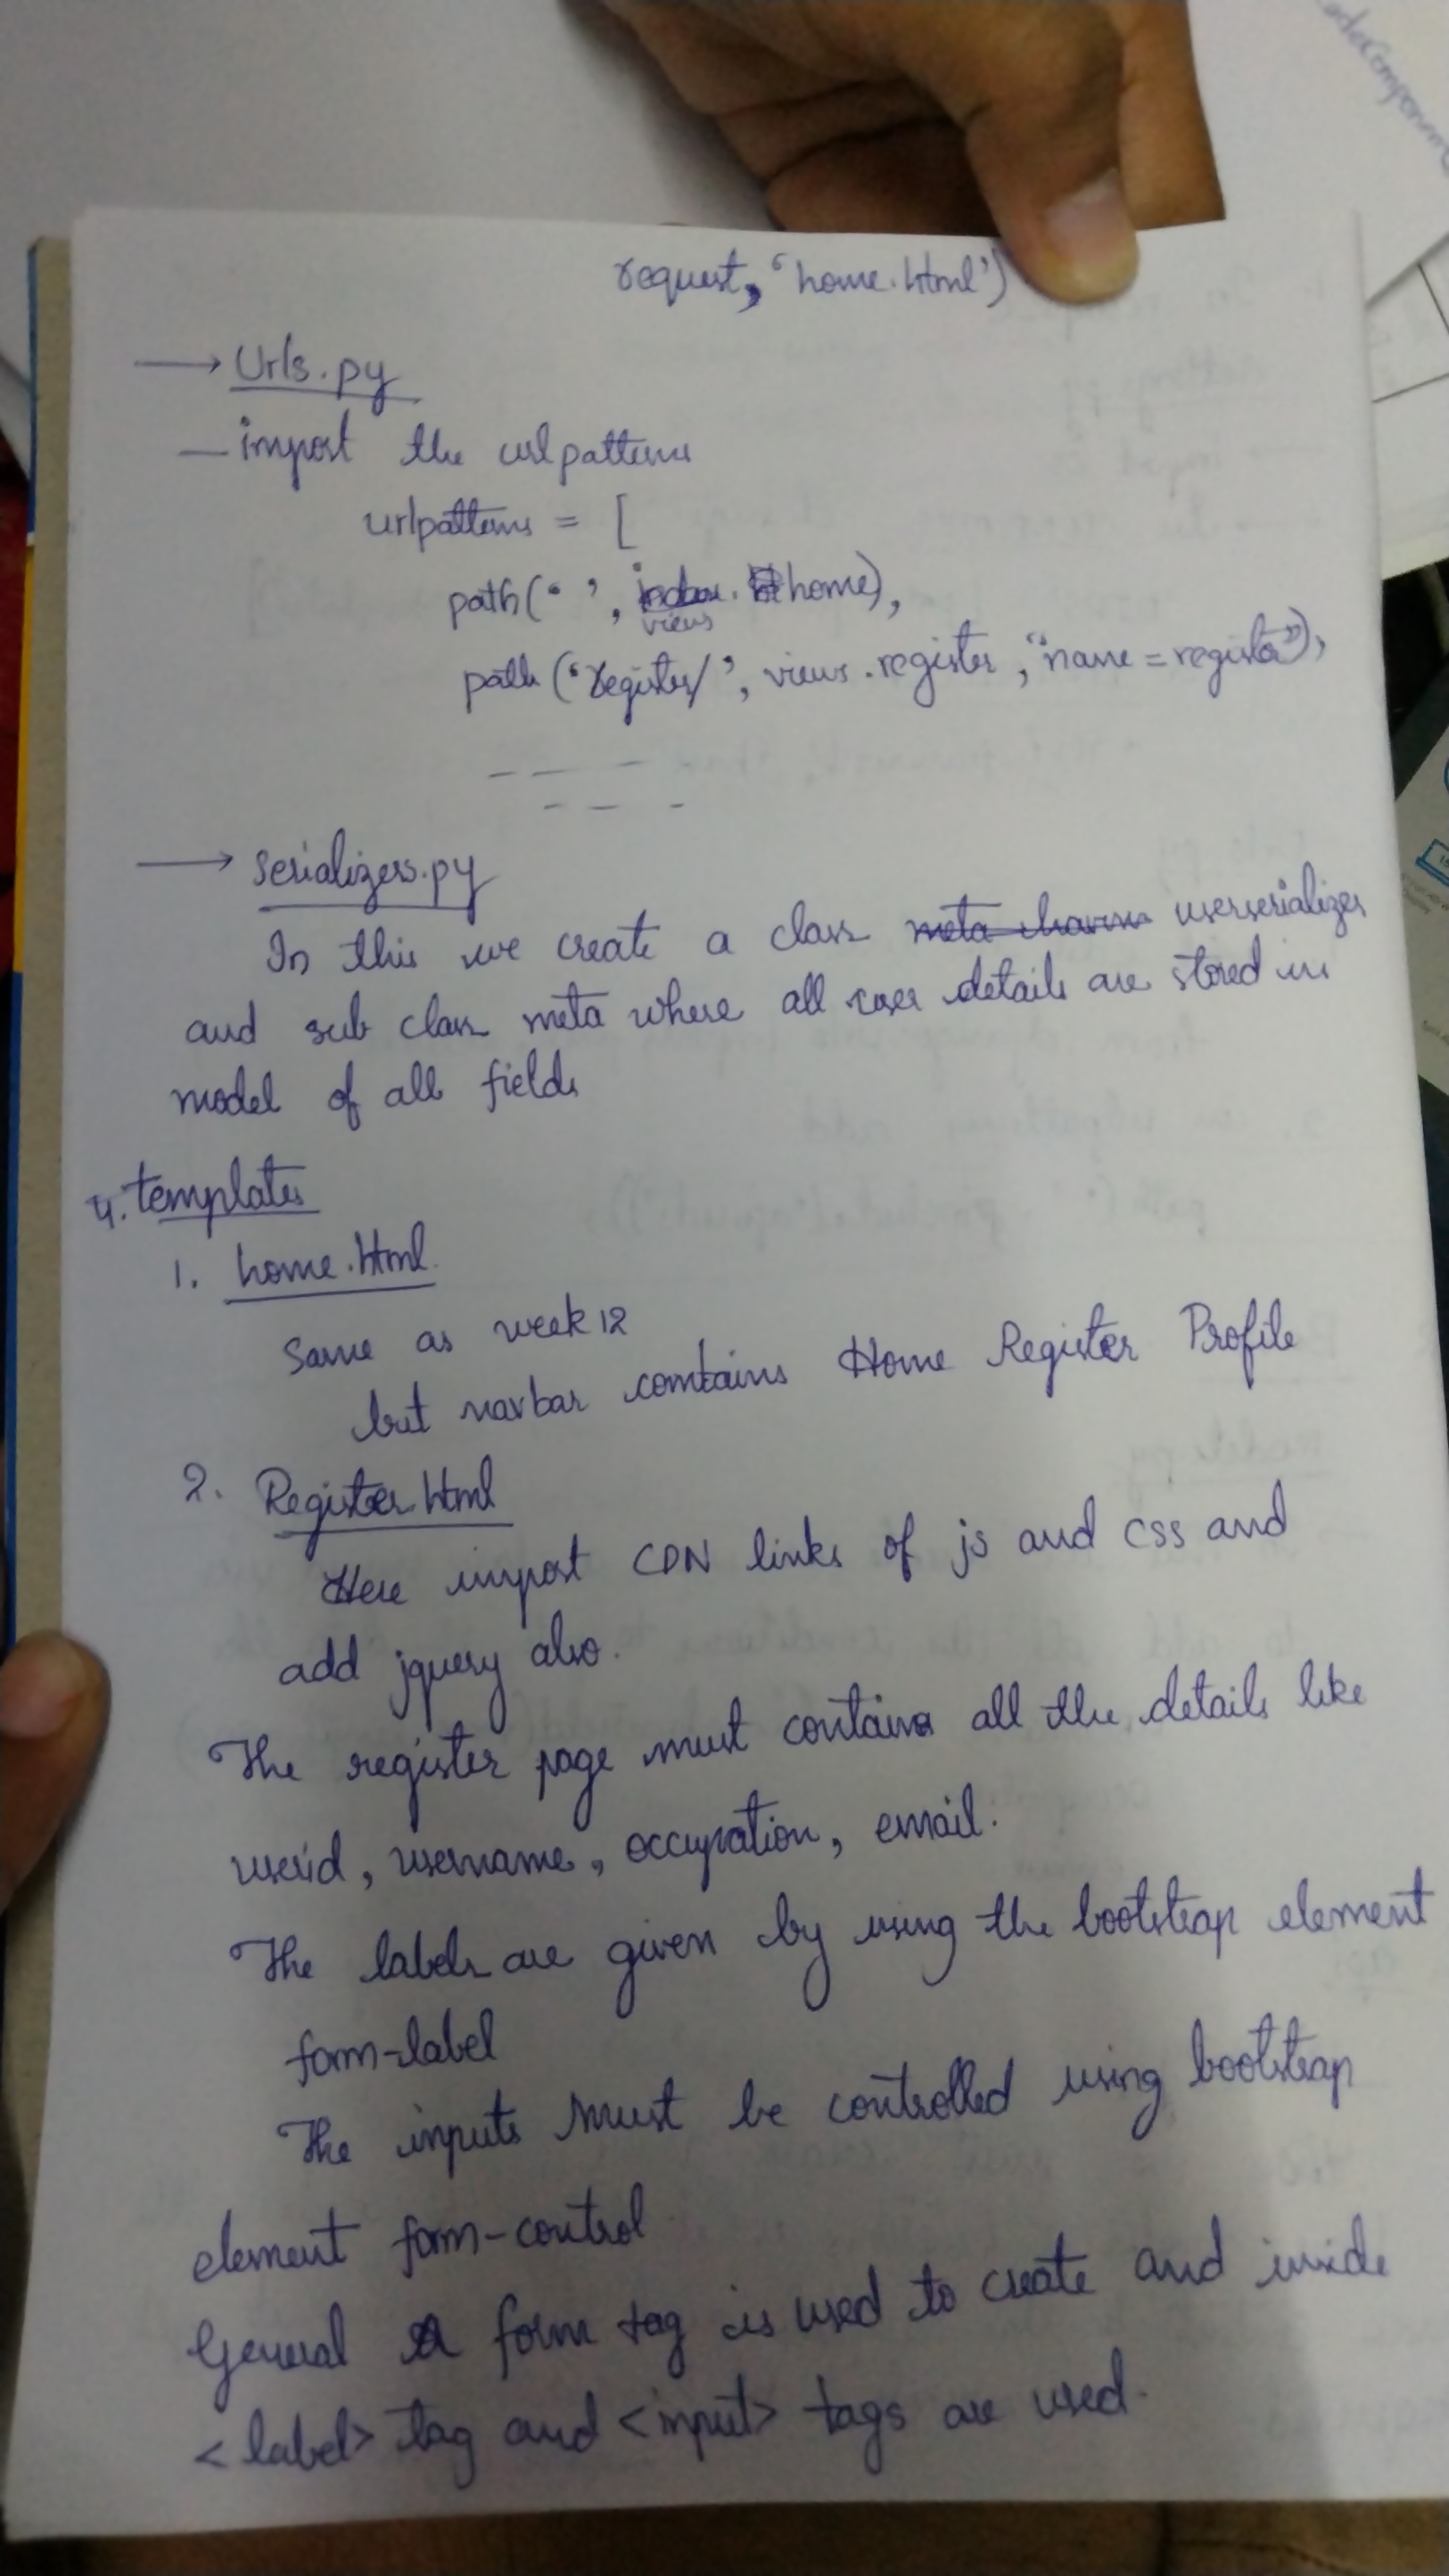 request, 'home.html')
→ Urls.py
— import the urlpatterns
urlpatterns = [
path(' ', views.home),
path('register/', views.register, "name=register"),
— — —
— — —
→ serializers.py
In this we create a class meta userserializer
and sub class meta where all user details are stored in
model of all fields
4. templates
1. home.html
Same as week 12
but navbar contains Home Register Profile
2. Register.html
Here import CDN links of js and css and
add jquery also.
The register page must contains all the details like
userid, username, occupation, email.
The labels are given by using the bootstrap element
form-label
The inputs must be controlled using bootstrap
element form-control
General a form tag is used to create and inside
<label> tag and <input> tags are used.